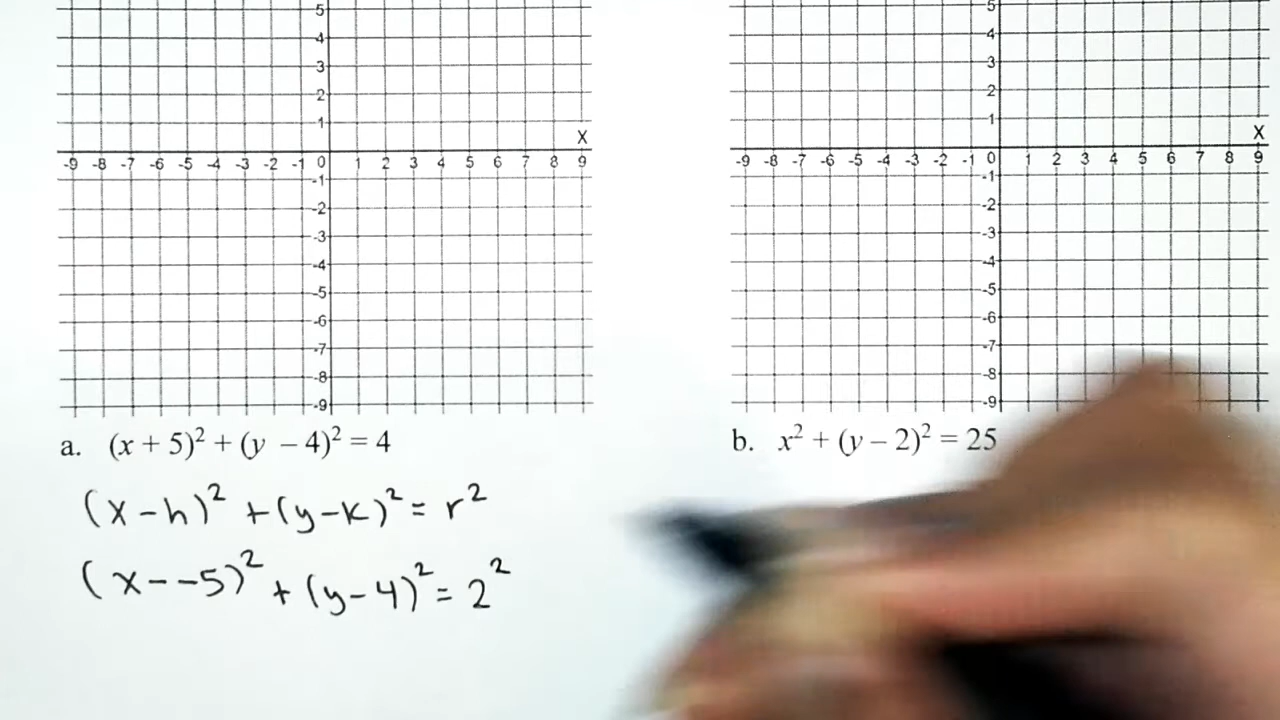 5 5
4 4
3 3
2 2
1 1
X X
-9 -8 -7 -6 -5 -4 -3 -2 -1 0 1 2 3 4 5 6 7 8 9
-9 -8 -7 -6 -5 -4 -3 -2 -1 0 1 2 3 4 5 6 7 8 9
-1 -1
-2 -2
-3 -3
-4 -4
-5 -5
-6 -6
-7 -7
-8 -8
-9 -9
a. (x + 5)² + (y – 4)² = 4
b. x² + (y – 2)² = 25
(x-h)² + (y-k)² = r²
(x--5)² + (y-4)² = 2²